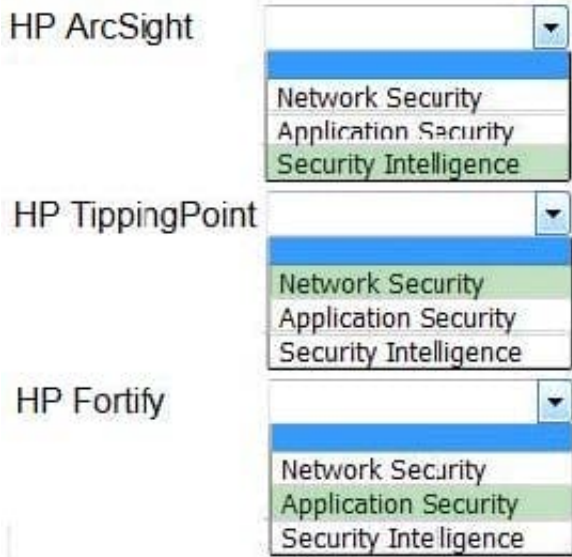 HP ArcSight
Network Security
Application Security
Security Intelligence
HP TippingPoint
Network Security
Application Security
Security Intelligence
HP Fortify
Network Security
Application Security
Security Intelligence